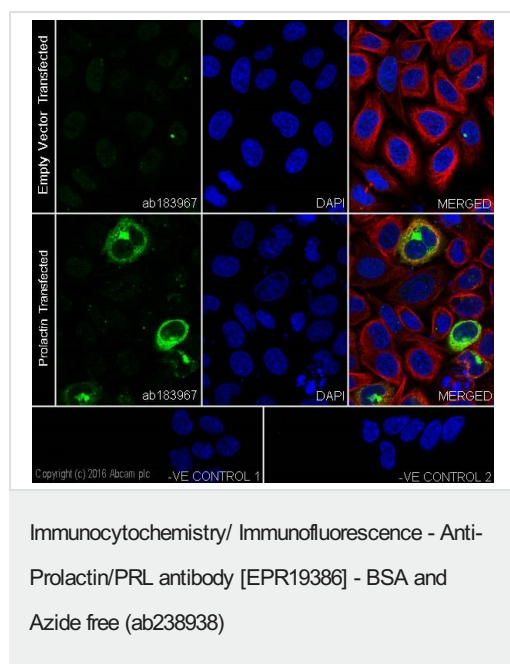 Empty Vector Transfected
ab183967
DAPI
MERGED
Prolactin Transfected
ab183967
DAPI
MERGED
Copyright (c) 2016 Abcam plc
-VE CONTROL 1
-VE CONTROL 2
Immunocytochemistry/ Immunofluorescence - Anti-
Prolactin/PRL antibody [EPR19386] - BSA and
Azide free (ab238938)